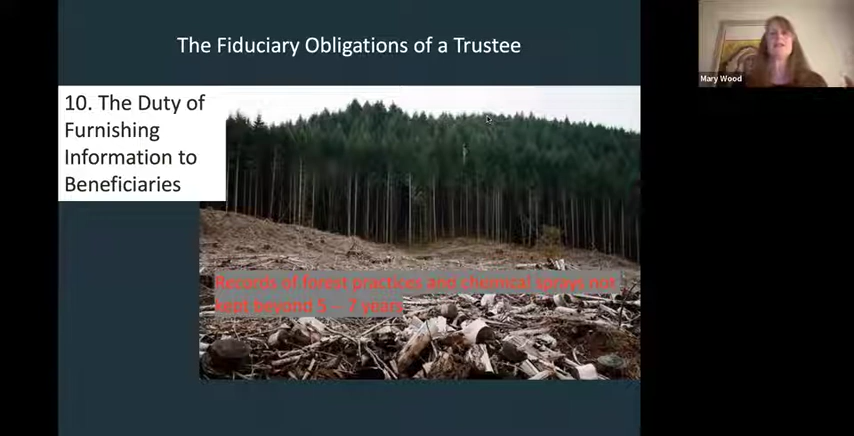 The Fiduciary Obligations of a Trustee
10. The Duty of
Furnishing
Information to
Beneficiaries
Records of forest practices and chemical sprays not
kept beyond 5 – 7 years
Mary Wood